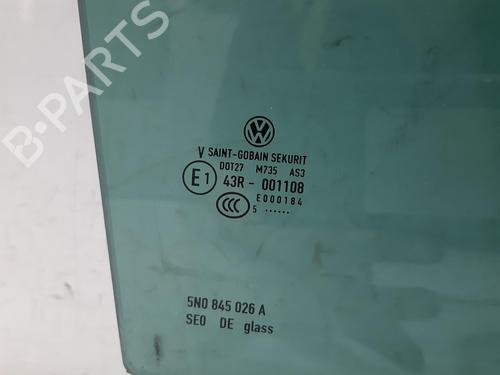 B-PARTS
VW
V SAINT-GOBAIN SEKURIT
DOT27 M735 AS3
E1 43R - 001108
E000184
CCC
5 ......
5N0 845 026 A
SEO DE glass